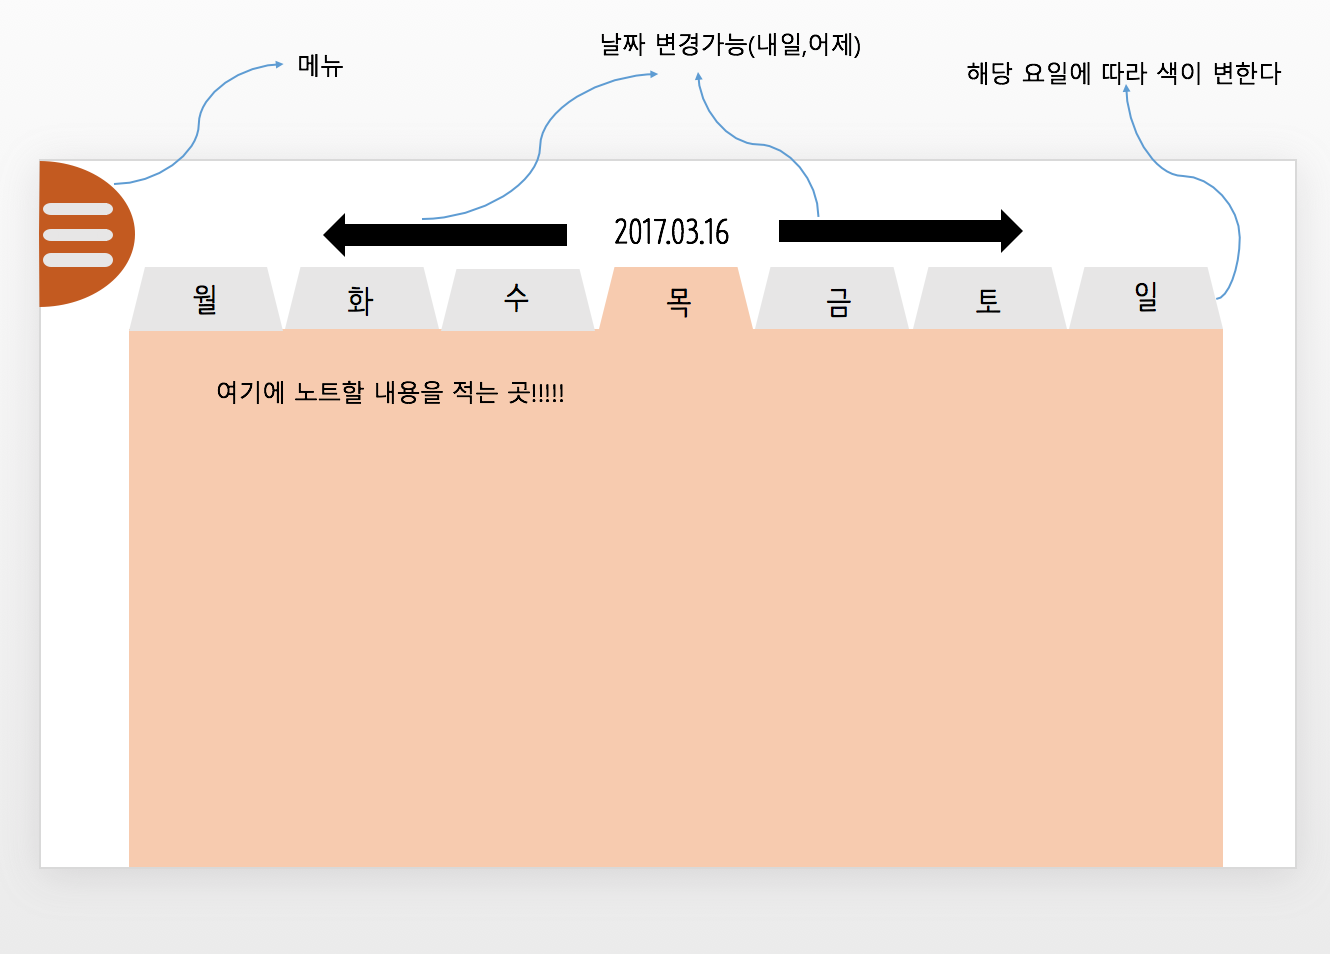 메뉴
날짜 변경가능(내일,어제)
해당 요일에 따라 색이 변한다
2017.03.16
월 화 수 목 금 토 일
여기에 노트할 내용을 적는 곳!!!!!